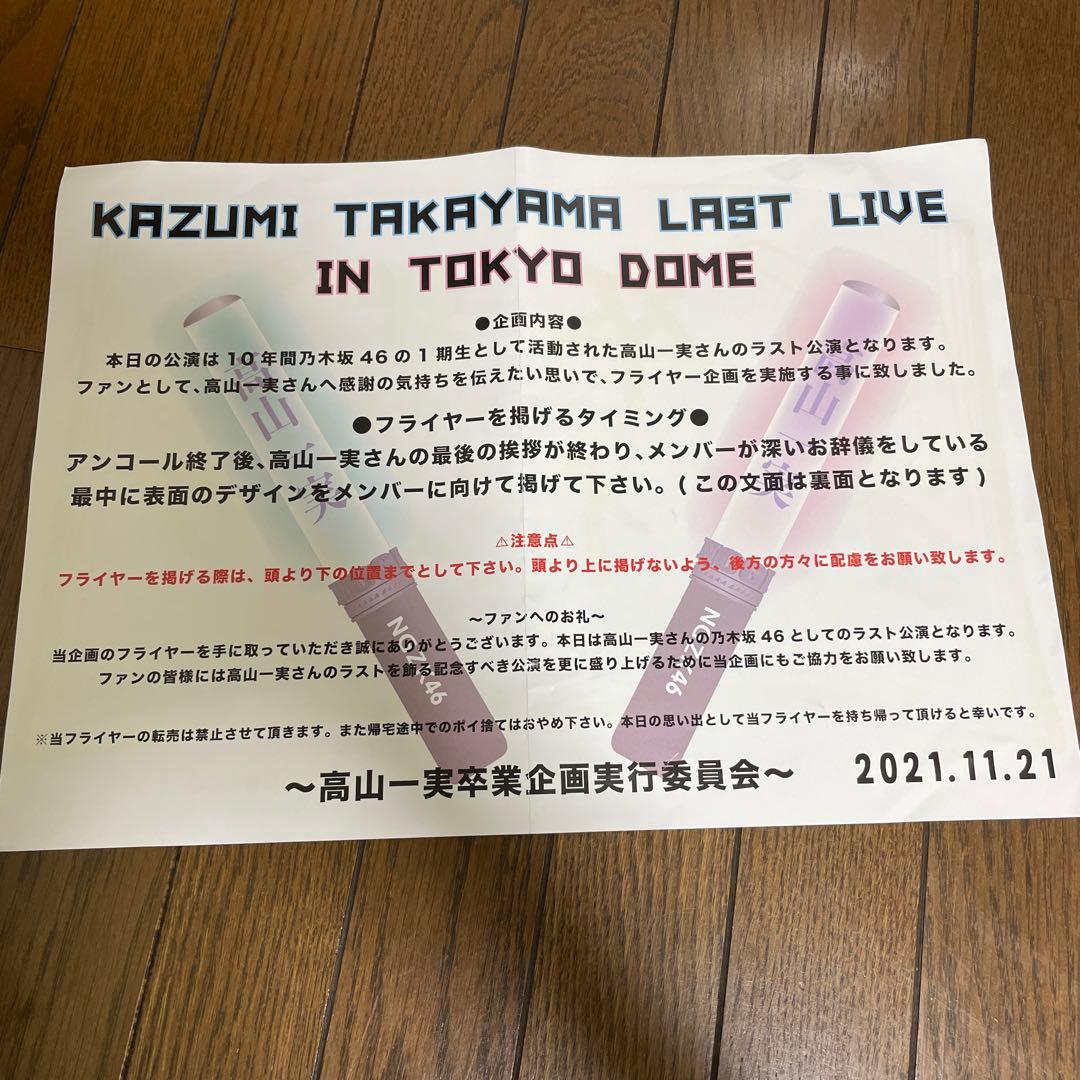 KAZUMI TAKAYAMA LAST LIVE
IN TOKYO DOME
●企画内容●
本日の公演は10年間乃木坂46の1期生として活動された高山一実さんのラスト公演となります。
ファンとして、高山一実さんへ感謝の気持ちを伝えたい思いで、フライヤー企画を実施する事に致しました。
●フライヤーを掲げるタイミング●
アンコール終了後、高山一実さんの最後の挨拶が終わり、メンバーが深いお辞儀をしている
最中に表面のデザインをメンバーに向けて掲げて下さい。(この文面は裏面となります)
⚠注意点⚠
フライヤーを掲げる際は、頭より下の位置までとして下さい。頭より上に掲げないよう、後方の方々に配慮をお願い致します。
～ファンへのお礼～
当企画のフライヤーを手に取っていただき誠にありがとうございます。本日は高山一実さんの乃木坂46としてのラスト公演となります。
ファンの皆様には高山一実さんのラストを飾る記念すべき公演を更に盛り上げるために当企画にもご協力をお願い致します。
※当フライヤーの転売は禁止させて頂きます。また帰宅途中でのポイ捨てはおやめ下さい。本日の思い出として当フライヤーを持ち帰って頂けると幸いです。
～高山一実卒業企画実行委員会～
2021.11.21
高山一実
高山一実
NGZK46
NGZK46